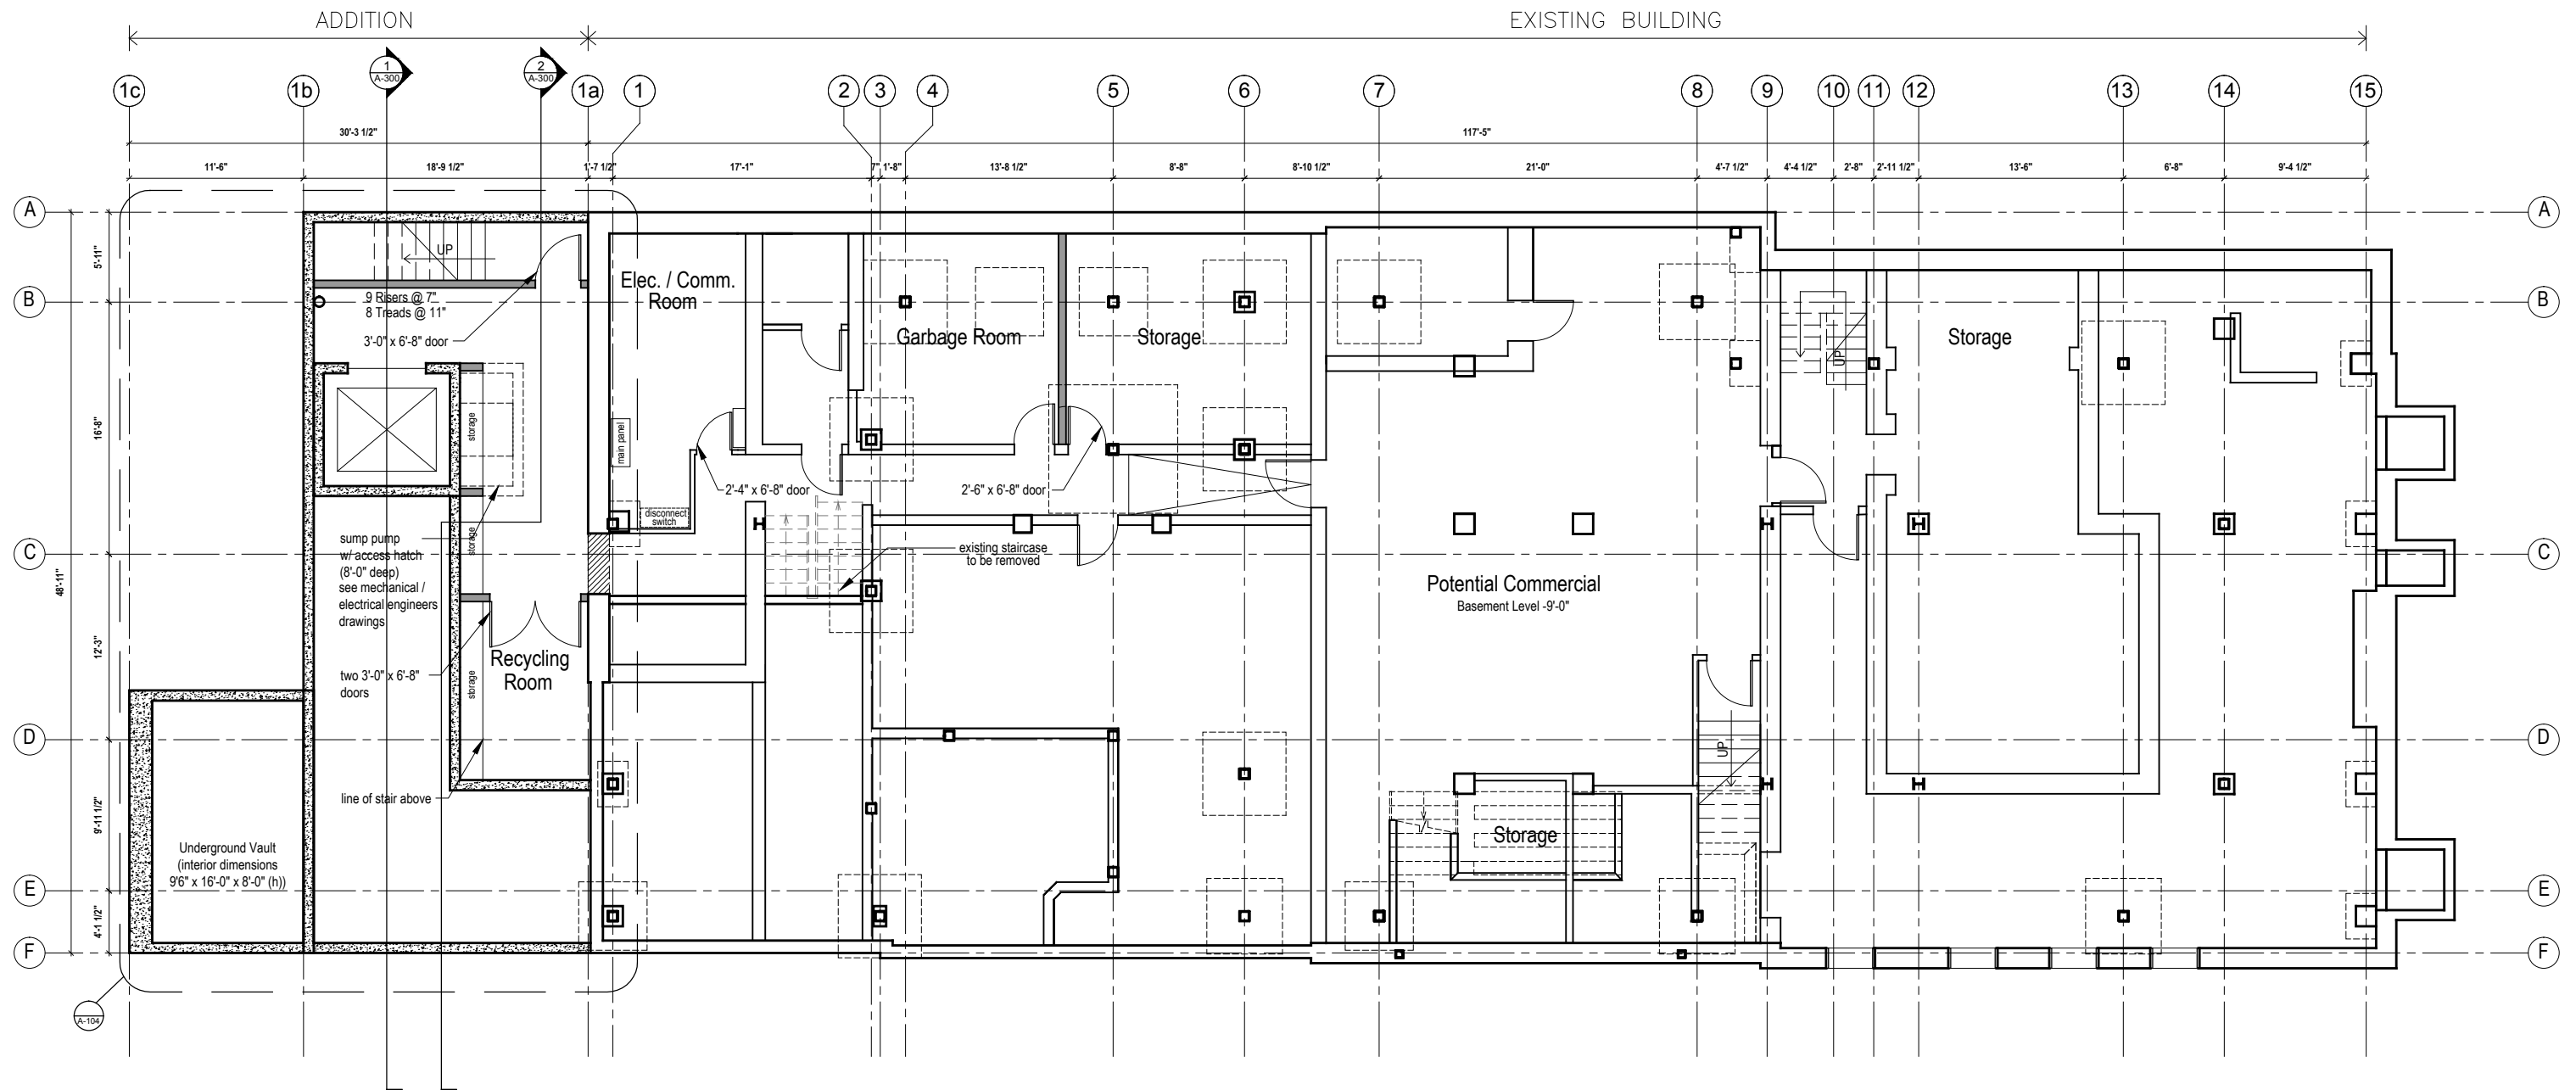 ADDITION
EXISTING BUILDING
1
A-300
2
A-300
1c
1b
1a
1
2
3
4
5
6
7
8
9
10
11
12
13
14
15
30'-3 1/2"
117'-5"
11'-6"
18'-9 1/2"
1'-7 1/2"
17'-1"
7"
1'-8"
13'-8 1/2"
8'-8"
8'-10 1/2"
21'-0"
4'-7 1/2"
4'-4 1/2"
2'-8"
2'-11 1/2"
13'-6"
6'-8"
9'-4 1/2"
A
A
5'-11"
UP
Elec. / Comm.
Room
B
B
9 Risers @ 7"
8 Treads @ 11"
3'-0" x 6'-8" door
Garbage Room
Storage
UP
Storage
16'-8"
48'-11"
storage
main panel
2'-4" x 6'-8" door
2'-6" x 6'-8" door
disconnect
switch
sump pump
w/ access hatch
(8'-0" deep)
see mechanical /
electrical engineers
drawings
storage
existing staircase
to be removed
C
C
Potential Commercial
Basement Level -9'-0"
12'-3"
Recycling
Room
two 3'-0" x 6'-8"
doors
storage
D
D
UP
line of stair above
9'-11 1/2"
Storage
Underground Vault
(interior dimensions
9'6" x 16'-0" x 8'-0" (h))
E
E
4'-1 1/2"
F
F
A-104